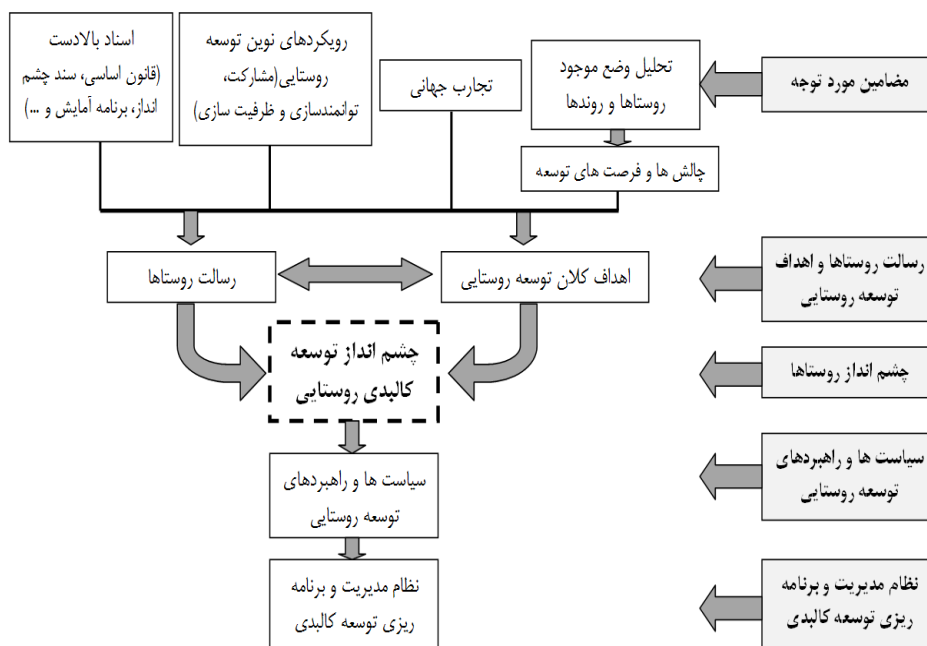 مضامین مورد توجه
تحلیل وضع موجود
روستاها و روندها
تجارب جهانی
رویکردهای نوین توسعه
روستایی(مشارکت،
توانمندسازی و ظرفیت سازی)
اسناد بالادست
(قانون اساسی، سند چشم
انداز، برنامه آمایش و ...)
چالش ها و فرصت های توسعه
رسالت روستاها و اهداف
توسعه روستایی
اهداف کلان توسعه روستایی
رسالت روستاها
چشم انداز روستاها
چشم انداز توسعه
کالبدی روستایی
سیاست ها و راهبردهای
توسعه روستایی
سیاست ها و راهبردهای
توسعه روستایی
نظام مدیریت و برنامه
ریزی توسعه کالبدی
نظام مدیریت و برنامه
ریزی توسعه کالبدی